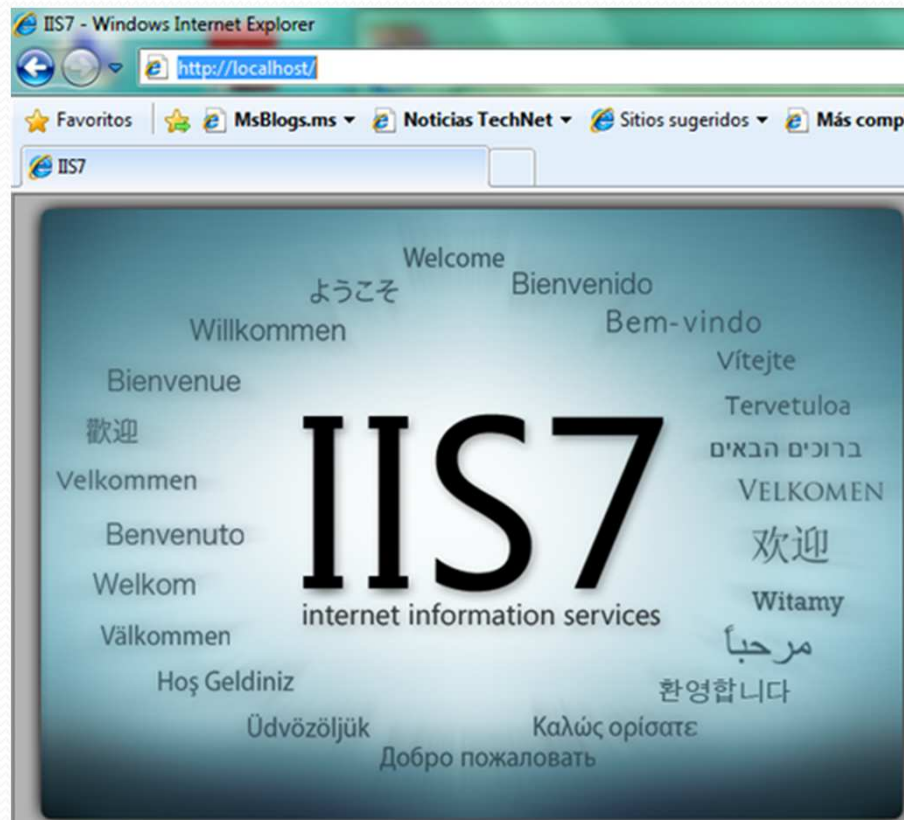 IIS7 - Windows Internet Explorer
http://localhost/
Favoritos MsBlogs.ms Noticias TechNet Sitios sugeridos Más comp
IIS7
Welcome
ようこそ
Bienvenido
Willkommen
Bem-vindo
Vítejte
Bienvenue
Tervetuloa
歡迎
ברוכים הבאים
Velkommen
VELKOMEN
Benvenuto
欢迎
Welkom
Witamy
IIS7
internet information services
Välkommen
مرحباً
Hoş Geldiniz
환영합니다
Üdvözöljük
Καλώς ορίσατε
Добро пожаловать